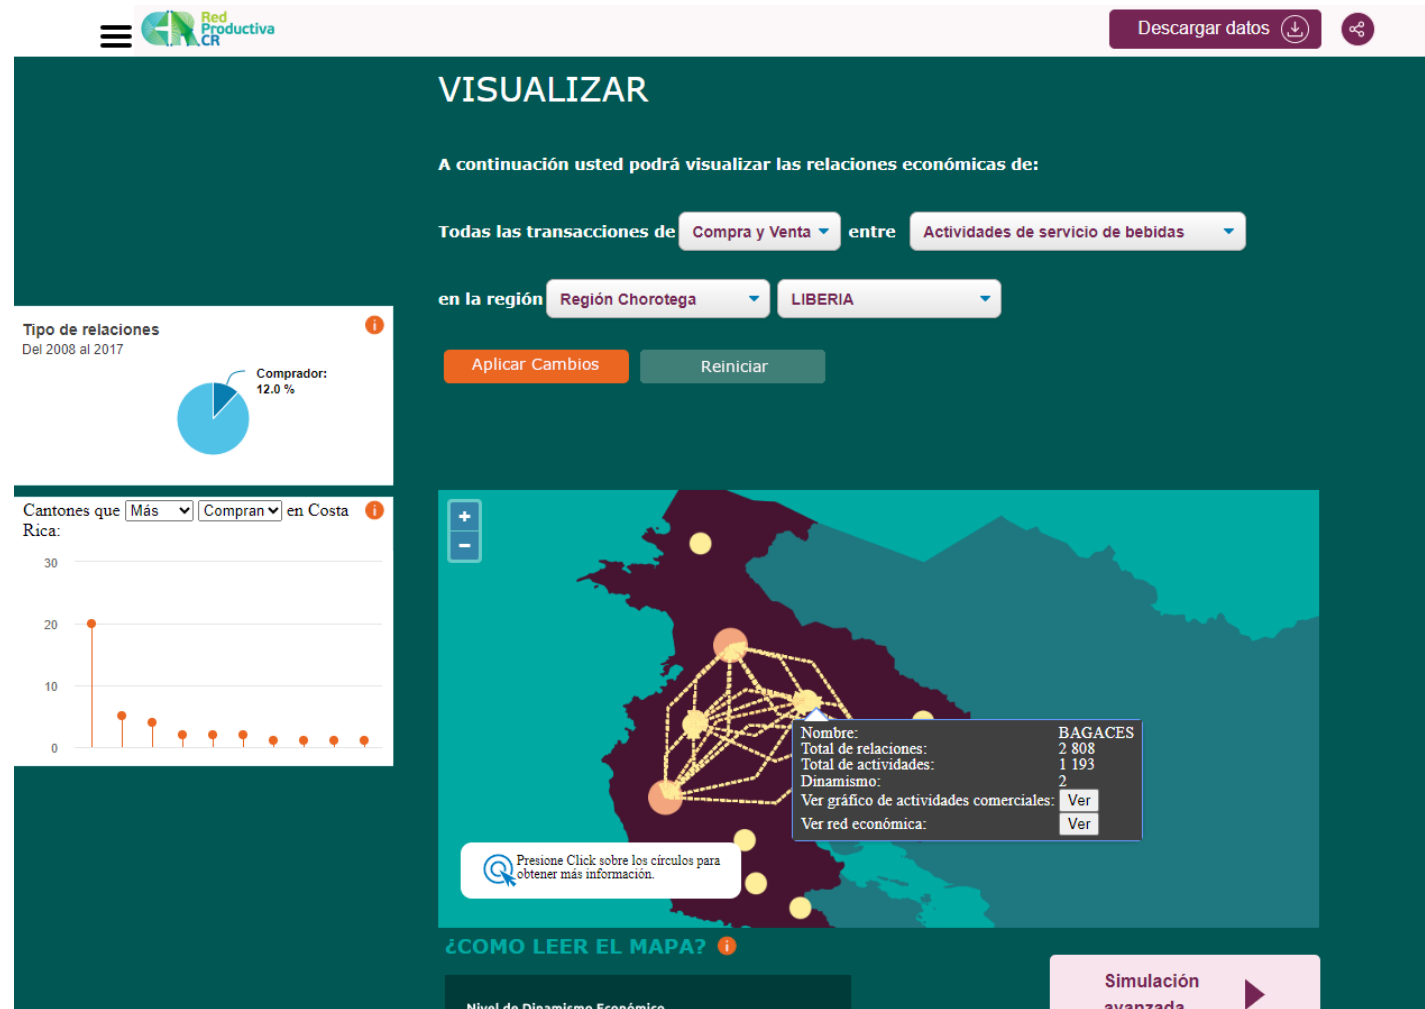 Red
Productiva
CR
Descargar datos
VISUALIZAR
A continuación usted podrá visualizar las relaciones económicas de:
Todas las transacciones de Compra y Venta entre Actividades de servicio de bebidas
en la región Región Chorotega LIBERIA
Aplicar Cambios Reiniciar
Tipo de relaciones
Del 2008 al 2017
Comprador:
12.0 %
Cantones que Más Compran en Costa
Rica:
30
20
10
0
+
−
Nombre: BAGACES
Total de relaciones: 2 808
Total de actividades: 1 193
Dinamismo: 2
Ver gráfico de actividades comerciales: Ver
Ver red económica: Ver
Presione Click sobre los círculos para
obtener más información.
¿COMO LEER EL MAPA?
Nivel de Dinamismo Económico
Simulación
avanzada